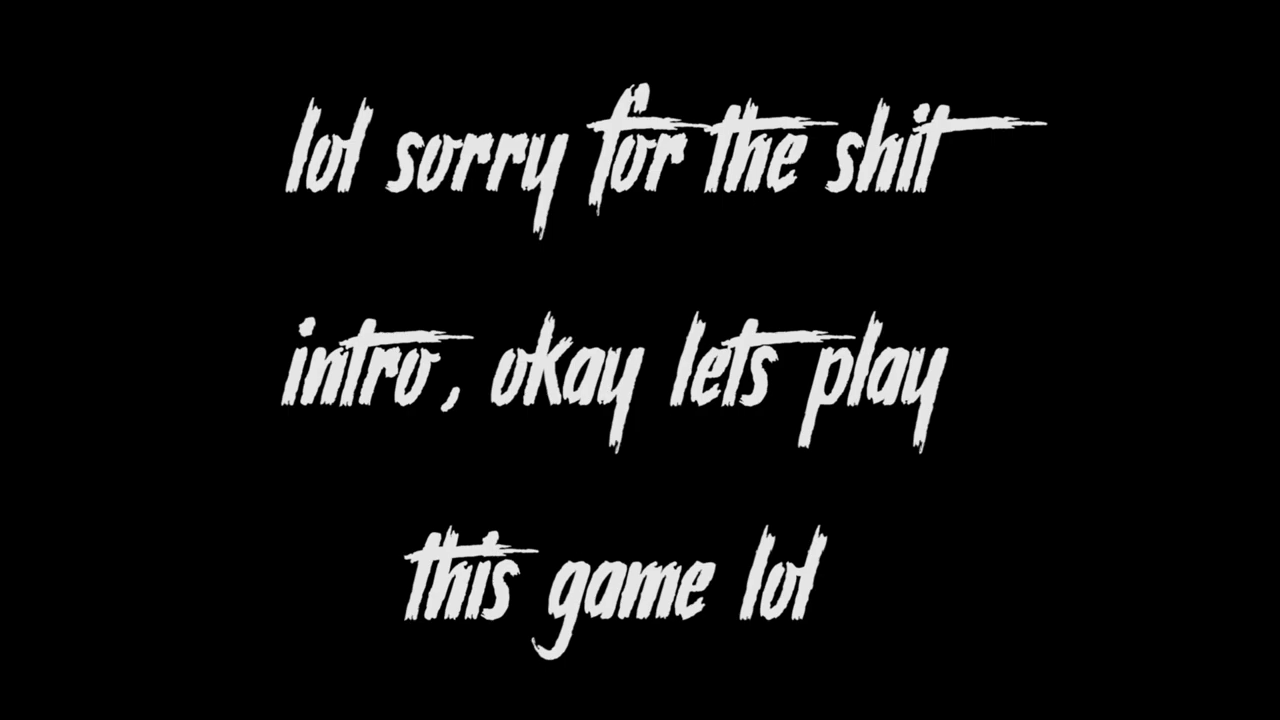 lol sorry for the shit
intro, okay lets play
this game lol